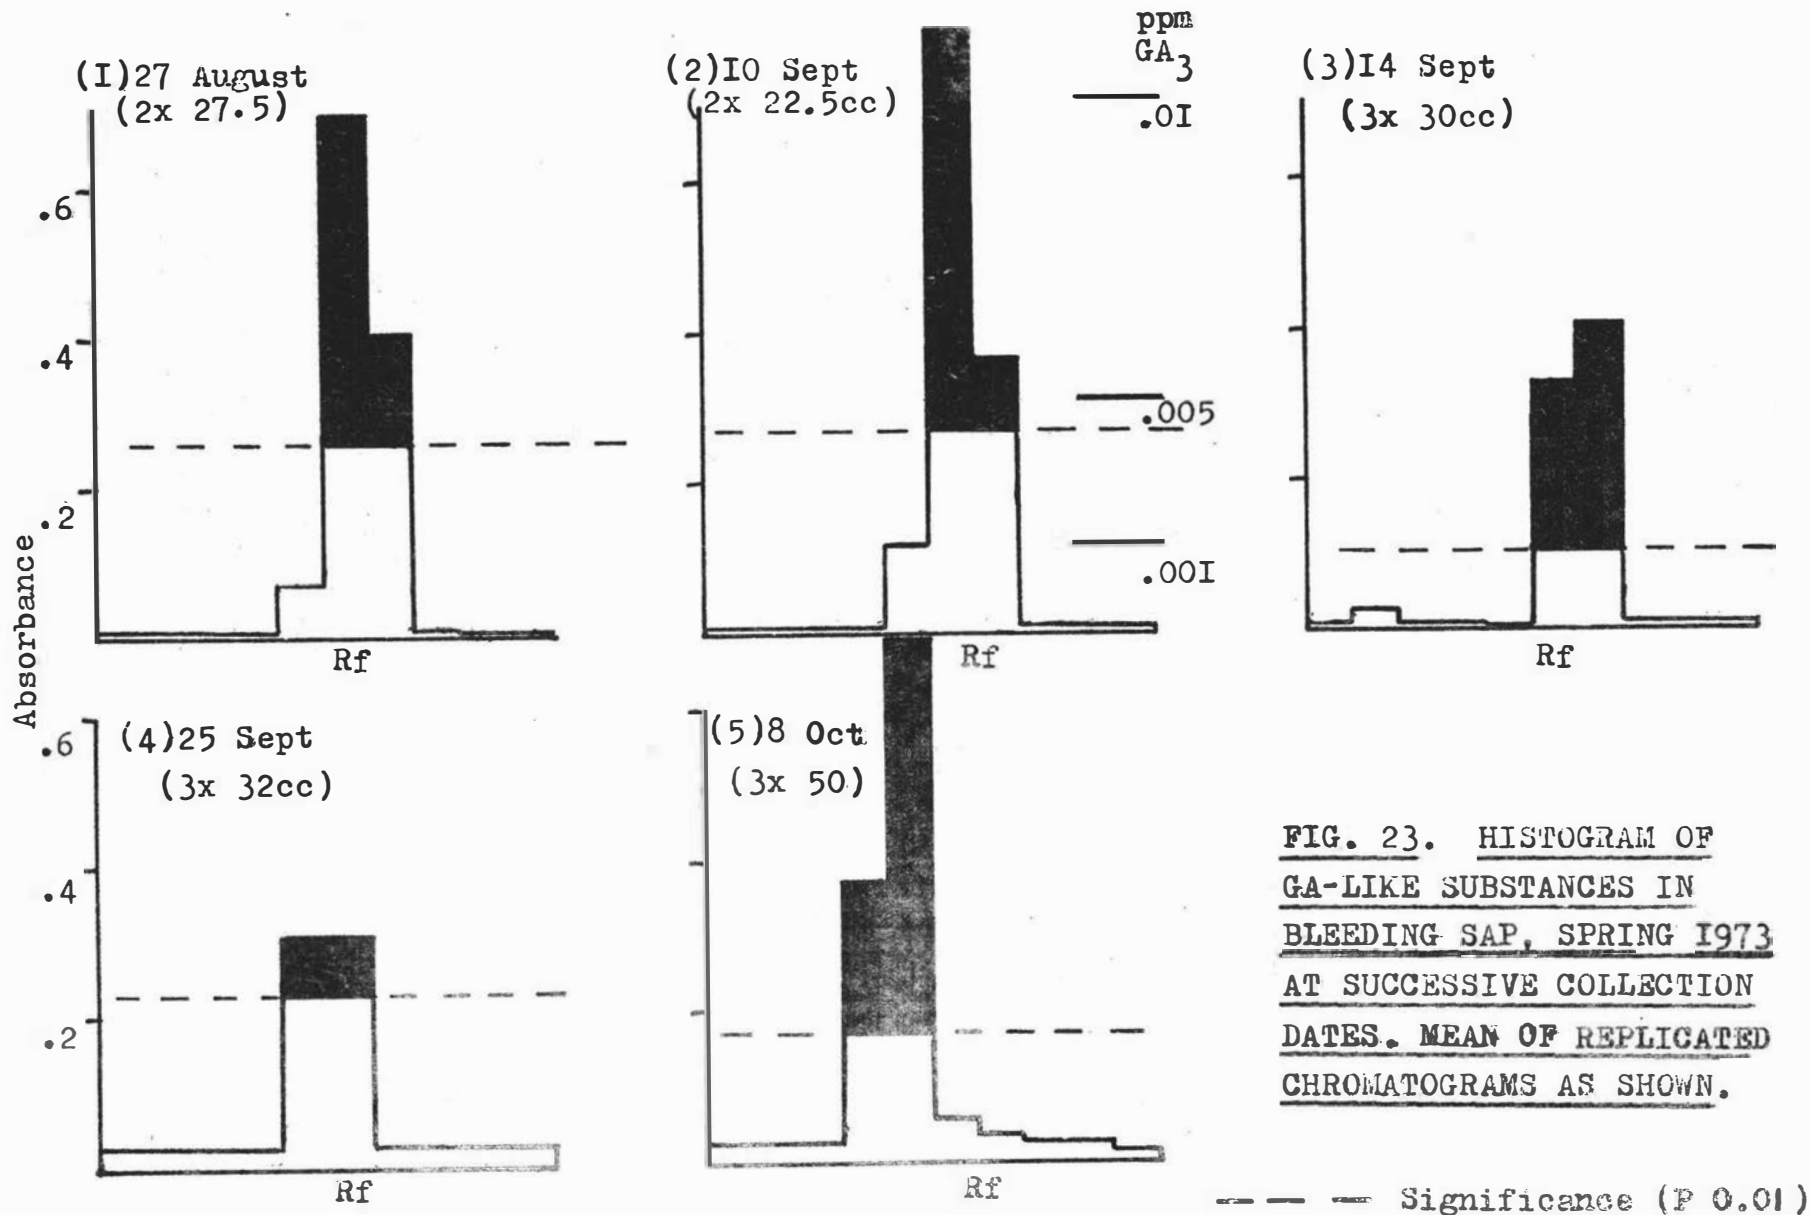 (I)27 August
(2x 27.5)
(2)I0 Sept
(2x 22.5cc)
ppm
GA3
.0I
.005
.00I
(3)I4 Sept
(3x 30cc)
.6
.4
.2
Absorbance
Rf
Rf
Rf
(4)25 Sept
(3x 32cc)
.6
.4
.2
Rf
(5)8 Oct
(3x 50)
Rf
FIG. 23. HISTOGRAM OF
GA-LIKE SUBSTANCES IN
BLEEDING SAP, SPRING I973
AT SUCCESSIVE COLLECTION
DATES. MEAN OF REPLICATED
CHROMATOGRAMS AS SHOWN.
Significance (P 0.01)